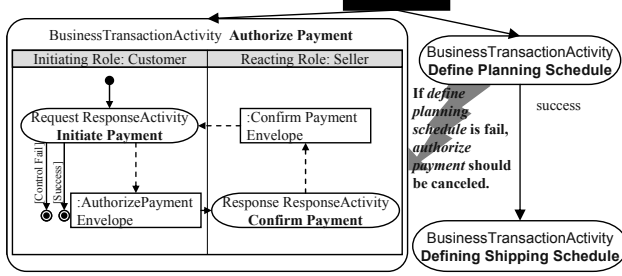 BusinessTransactionActivity Authorize Payment
Initiating Role: Customer
Reacting Role: Seller
Request ResponseActivity
Initiate Payment
:Confirm Payment
Envelope
[Control Fail]
[Success]
:AuthorizePayment
Envelope
Response ResponseActivity
Confirm Payment
BusinessTransactionActivity
Define Planning Schedule
If define
planning
schedule is fail,
authorize
payment should
be canceled.
success
BusinessTransactionActivity
Defining Shipping Schedule